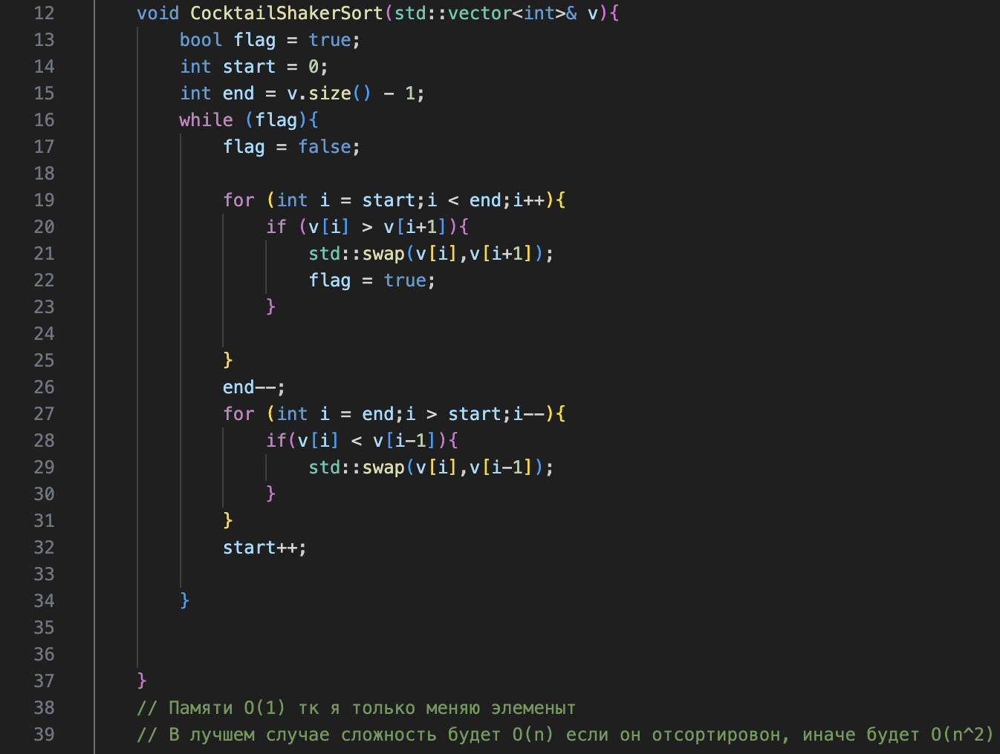 12 void CocktailShakerSort(std::vector<int>& v){
13 bool flag = true;
14 int start = 0;
15 int end = v.size() - 1;
16 while (flag){
17 flag = false;
18
19 for (int i = start;i < end;i++){
20 if (v[i] > v[i+1]){
21 std::swap(v[i],v[i+1]);
22 flag = true;
23 }
24
25 }
26 end--;
27 for (int i = end;i > start;i--){
28 if(v[i] < v[i-1]){
29 std::swap(v[i],v[i-1]);
30 }
31 }
32 start++;
33
34 }
35
36
37 }
38 // Памяти O(1) тк я только меняю элеменыт
39 // В лучшем случае сложность будет O(n) если он отсортировон, иначе будет O(n^2)